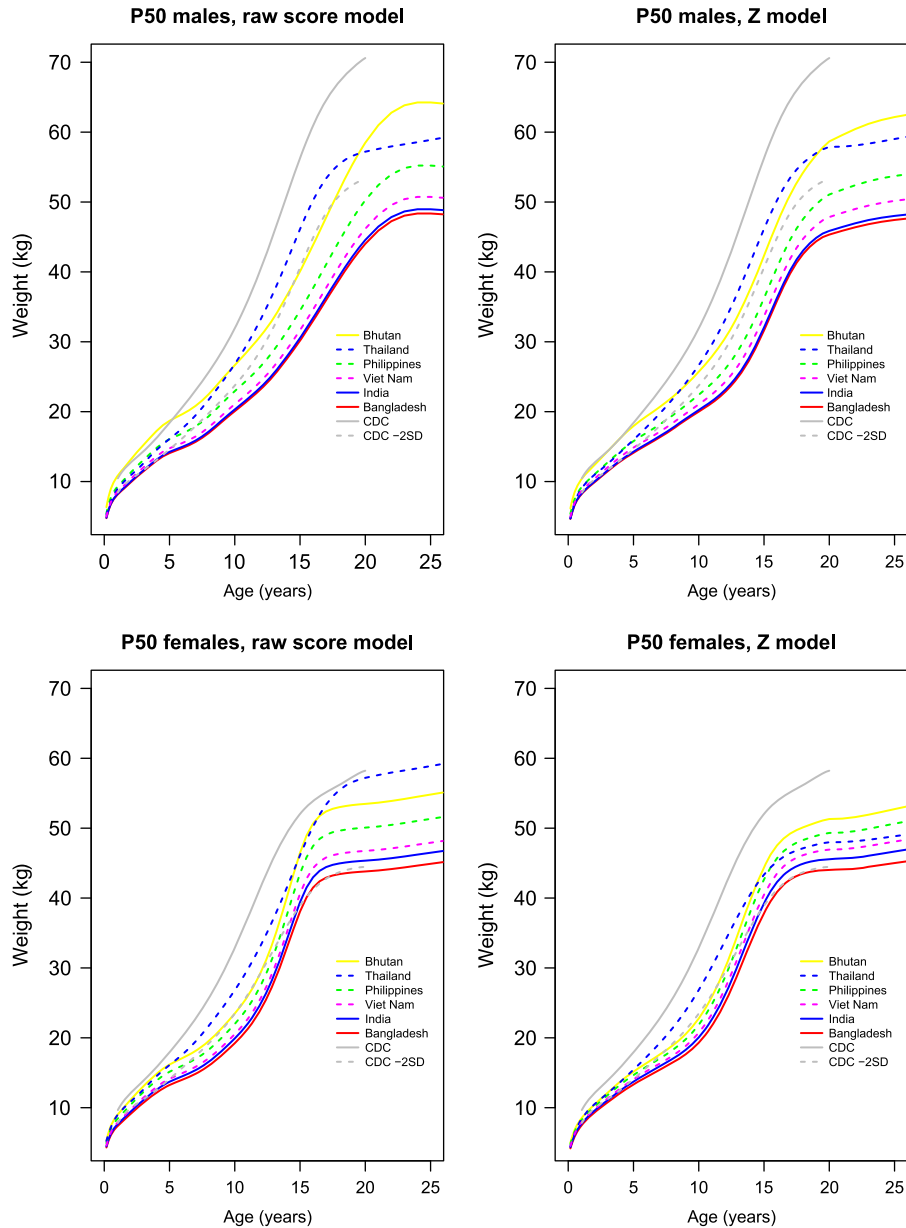 P50 males, raw score model
70
60
50
40
30
20
10
Weight (kg)
Bhutan
Thailand
Philippines
Viet Nam
India
Bangladesh
CDC
CDC −2SD
0 5 10 15 20 25
Age (years)
P50 males, Z model
70
60
50
40
30
20
10
Weight (kg)
Bhutan
Thailand
Philippines
Viet Nam
India
Bangladesh
CDC
CDC −2SD
0 5 10 15 20 25
Age (years)
P50 females, raw score model
70
60
50
40
30
20
10
Weight (kg)
Bhutan
Thailand
Philippines
Viet Nam
India
Bangladesh
CDC
CDC −2SD
0 5 10 15 20 25
Age (years)
P50 females, Z model
70
60
50
40
30
20
10
Weight (kg)
Bhutan
Thailand
Philippines
Viet Nam
India
Bangladesh
CDC
CDC −2SD
0 5 10 15 20 25
Age (years)